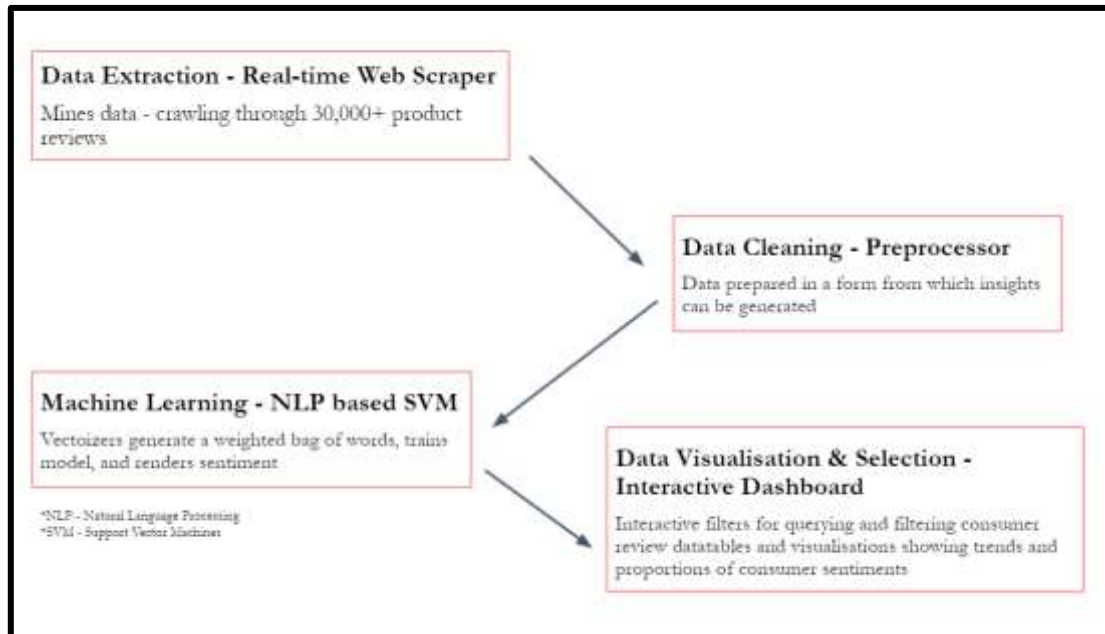 Data Extraction - Real-time Web Scraper
Mines data - crawling through 30,000+ product
reviews
Data Cleaning - Preprocessor
Data prepared in a form from which insights
can be generated
Machine Learning - NLP based SVM
Vectoizers generate a weighted bag of words, trains
model, and renders sentiment
*NLP - Natural Language Processing
*SVM - Support Vector Machines
Data Visualisation & Selection -
Interactive Dashboard
Interactive filters for querying and filtering consumer
review datatables and visualisations showing trends and
proportions of consumer sentiments